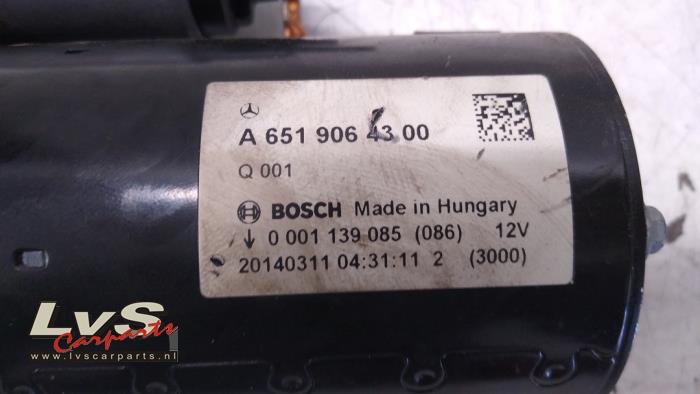 A 651 906 43 00
Q 001
BOSCH Made in Hungary
↓ 0 001 139 085 (086) 12V
20140311 04:31:11 2 (3000)
LvS
Carparts
www.lvscarparts.nl